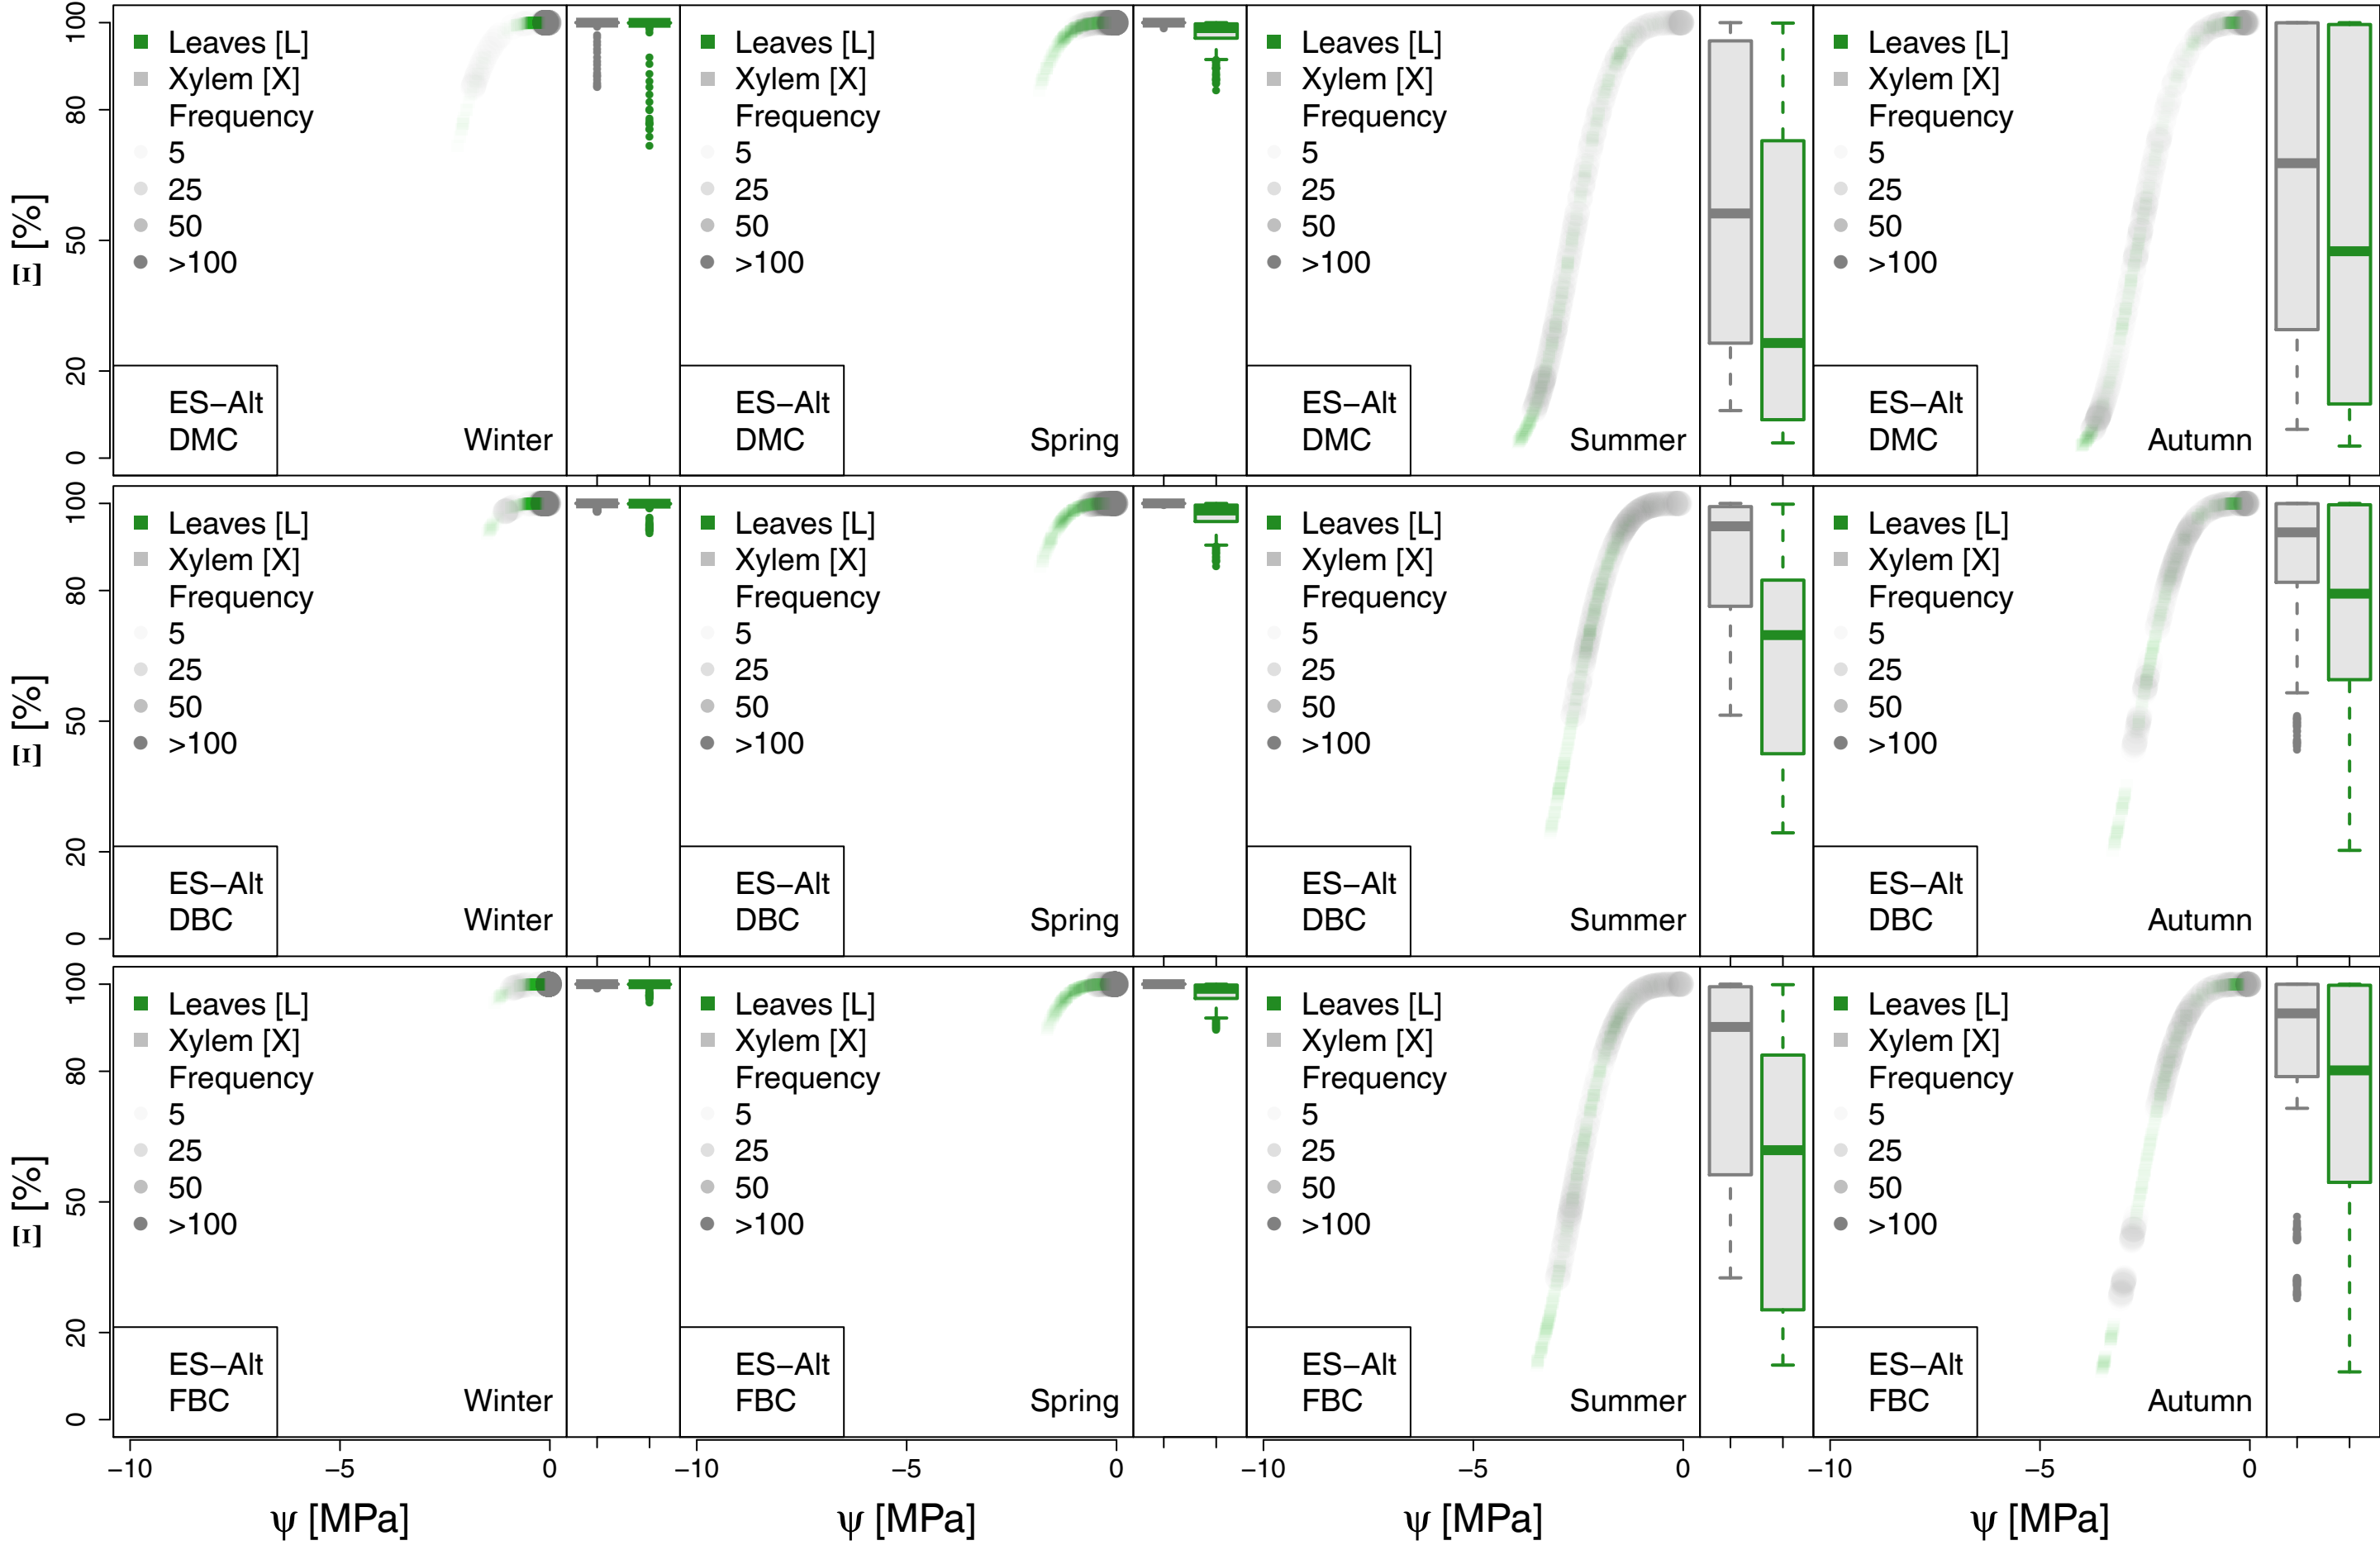 Ξ [%]
100
80
50
20
0
Leaves [L]
Xylem [X]
Frequency
5
25
50
>100
ES−Alt
DMC
Winter
Leaves [L]
Xylem [X]
Frequency
5
25
50
>100
ES−Alt
DMC
Spring
Leaves [L]
Xylem [X]
Frequency
5
25
50
>100
ES−Alt
DMC
Summer
Leaves [L]
Xylem [X]
Frequency
5
25
50
>100
ES−Alt
DMC
Autumn
Ξ [%]
100
80
50
20
0
Leaves [L]
Xylem [X]
Frequency
5
25
50
>100
ES−Alt
DBC
Winter
Leaves [L]
Xylem [X]
Frequency
5
25
50
>100
ES−Alt
DBC
Spring
Leaves [L]
Xylem [X]
Frequency
5
25
50
>100
ES−Alt
DBC
Summer
Leaves [L]
Xylem [X]
Frequency
5
25
50
>100
ES−Alt
DBC
Autumn
Ξ [%]
100
80
50
20
0
Leaves [L]
Xylem [X]
Frequency
5
25
50
>100
ES−Alt
FBC
Winter
Leaves [L]
Xylem [X]
Frequency
5
25
50
>100
ES−Alt
FBC
Spring
Leaves [L]
Xylem [X]
Frequency
5
25
50
>100
ES−Alt
FBC
Summer
Leaves [L]
Xylem [X]
Frequency
5
25
50
>100
ES−Alt
FBC
Autumn
−10 −5 0
−10 −5 0
−10 −5 0
−10 −5 0
ψ [MPa]
ψ [MPa]
ψ [MPa]
ψ [MPa]